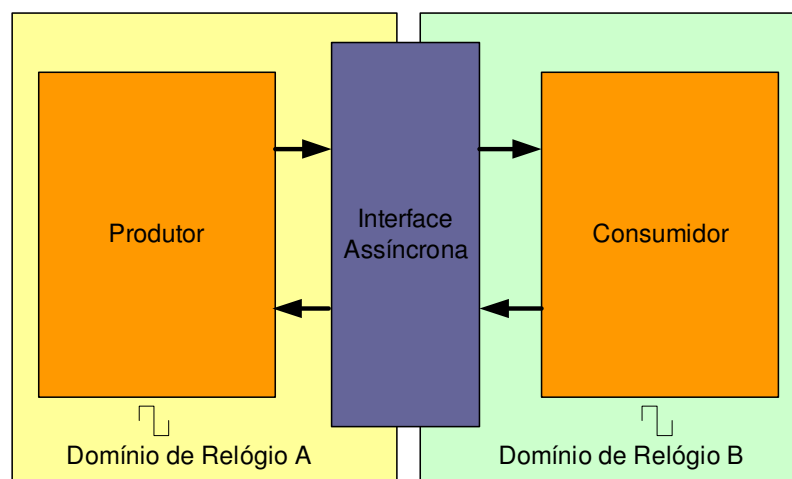 Produtor
Interface
Assíncrona
Consumidor
Domínio de Relógio A
Domínio de Relógio B